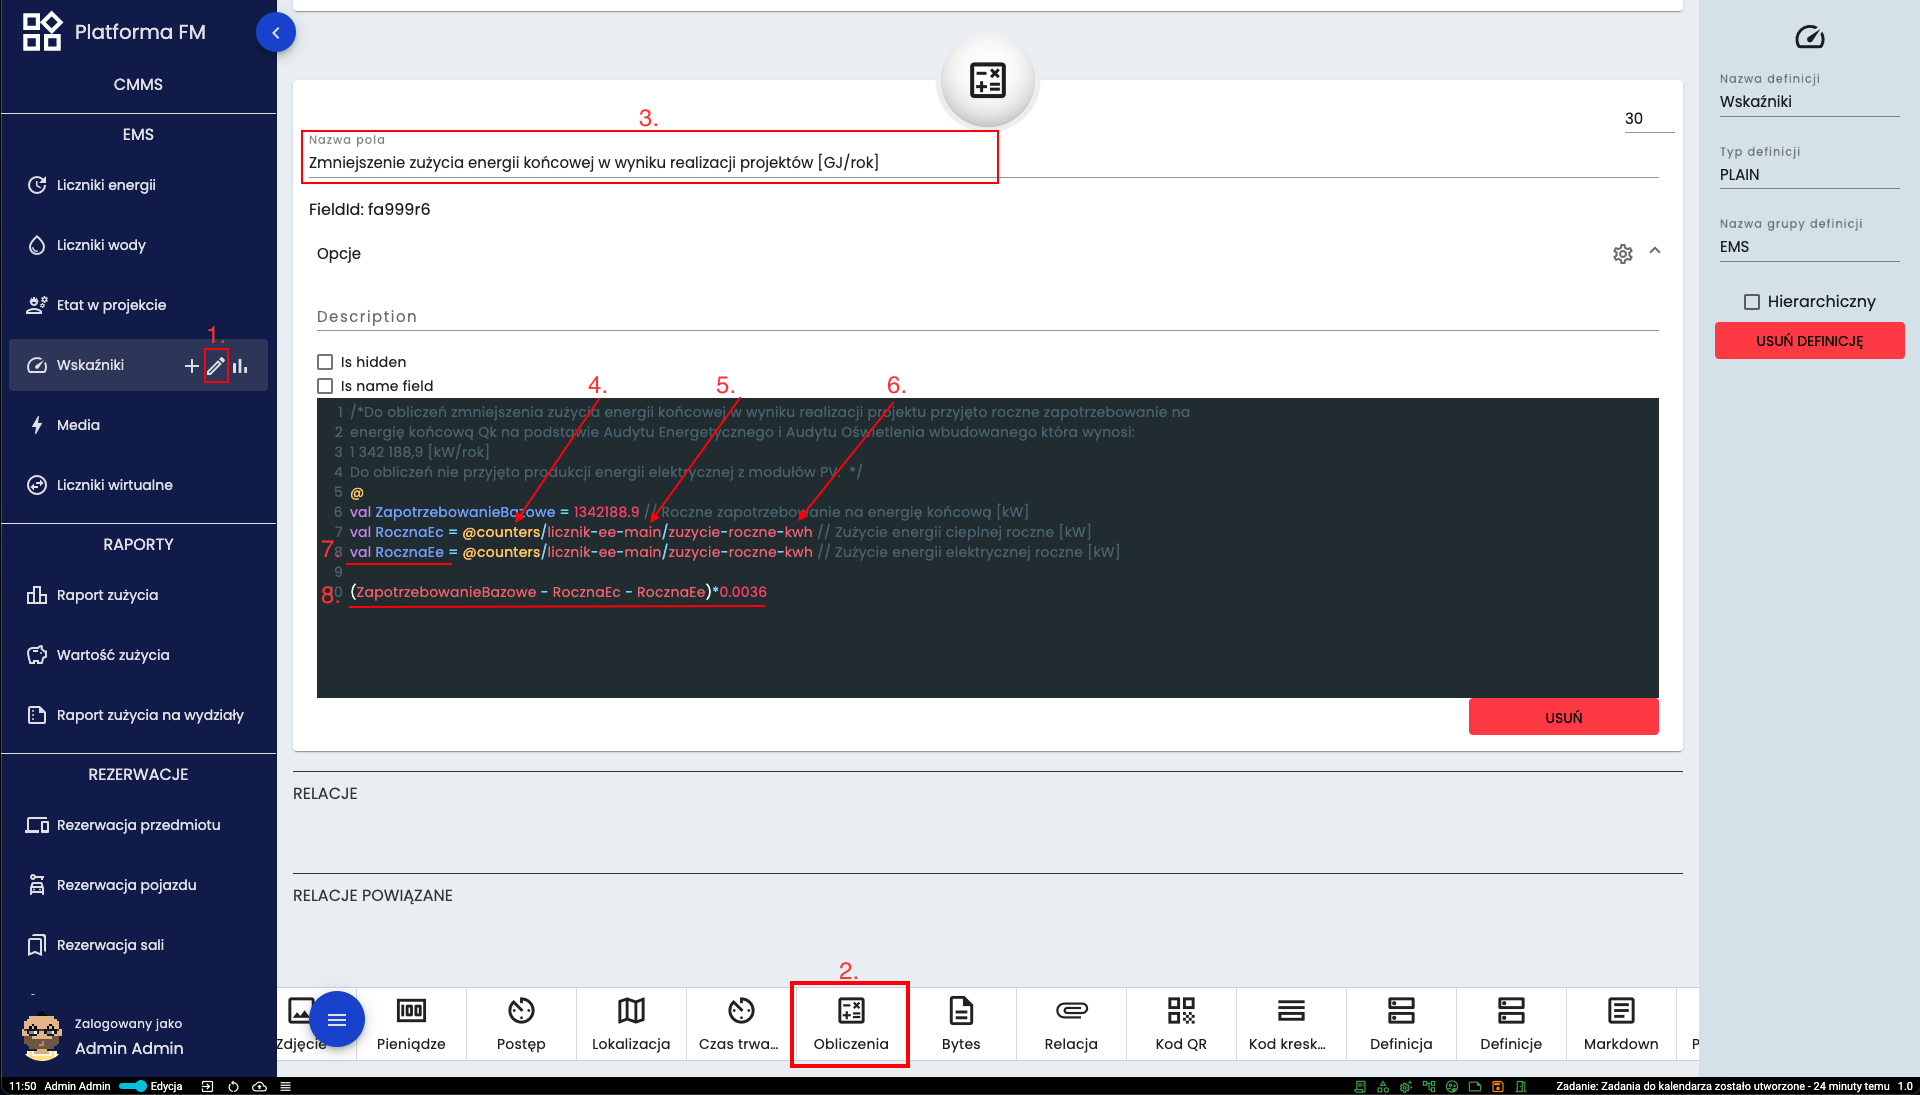 Platforma FM
CMMS
EMS
Liczniki energii
Liczniki wody
Etat w projekcie
1.
Wskaźniki
Media
Liczniki wirtualne
RAPORTY
Raport zużycia
Wartość zużycia
Raport zużycia na wydziały
REZERWACJE
Rezerwacja przedmiotu
Rezerwacja pojazdu
Rezerwacja sali
Zalogowany jako
Admin Admin
3.
30
Nazwa pola
Zmniejszenie zużycia energii końcowej w wyniku realizacji projektów [GJ/rok]
FieldId: fa999r6
Opcje
Description
Is hidden
Is name field
4.
5.
6.
1 /*Do obliczeń zmniejszenia zużycia energii końcowej w wyniku realizacji projektu przyjęto roczne zapotrzebowanie na
2 energię końcową Qk na podstawie Audytu Energetycznego i Audytu Oświetlenia wbudowanego która wynosi:
3 1 342 188,9 [kW/rok]
4 Do obliczeń nie przyjęto produkcji energii elektrycznej z modułów PV. */
5 @
6 val ZapotrzebowanieBazowe = 1342188.9 // Roczne zapotrzebowanie na energię końcową [kW]
7 val RocznaEc = @counters/licznik-ee-main/zuzycie-roczne-kwh // Zużycie energii cieplnej roczne [kW]
7.
8 val RocznaEe = @counters/licznik-ee-main/zuzycie-roczne-kwh // Zużycie energii elektrycznej roczne [kW]
9
8.
0 (ZapotrzebowanieBazowe - RocznaEc - RocznaEe)*0.0036
USUŃ
RELACJE
RELACJE POWIĄZANE
2.
Zdjęcie
Pieniądze
Postęp
Lokalizacja
Czas trwa...
Obliczenia
Bytes
Relacja
Kod QR
Kod kresk...
Definicja
Definicje
Markdown
P
Nazwa definicji
Wskaźniki
Typ definicji
PLAIN
Nazwa grupy definicji
EMS
Hierarchiczny
USUŃ DEFINICJĘ
11:50 Admin Admin Edycja
Zadanie: Zadania do kalendarza zostało utworzone - 24 minuty temu 1.0